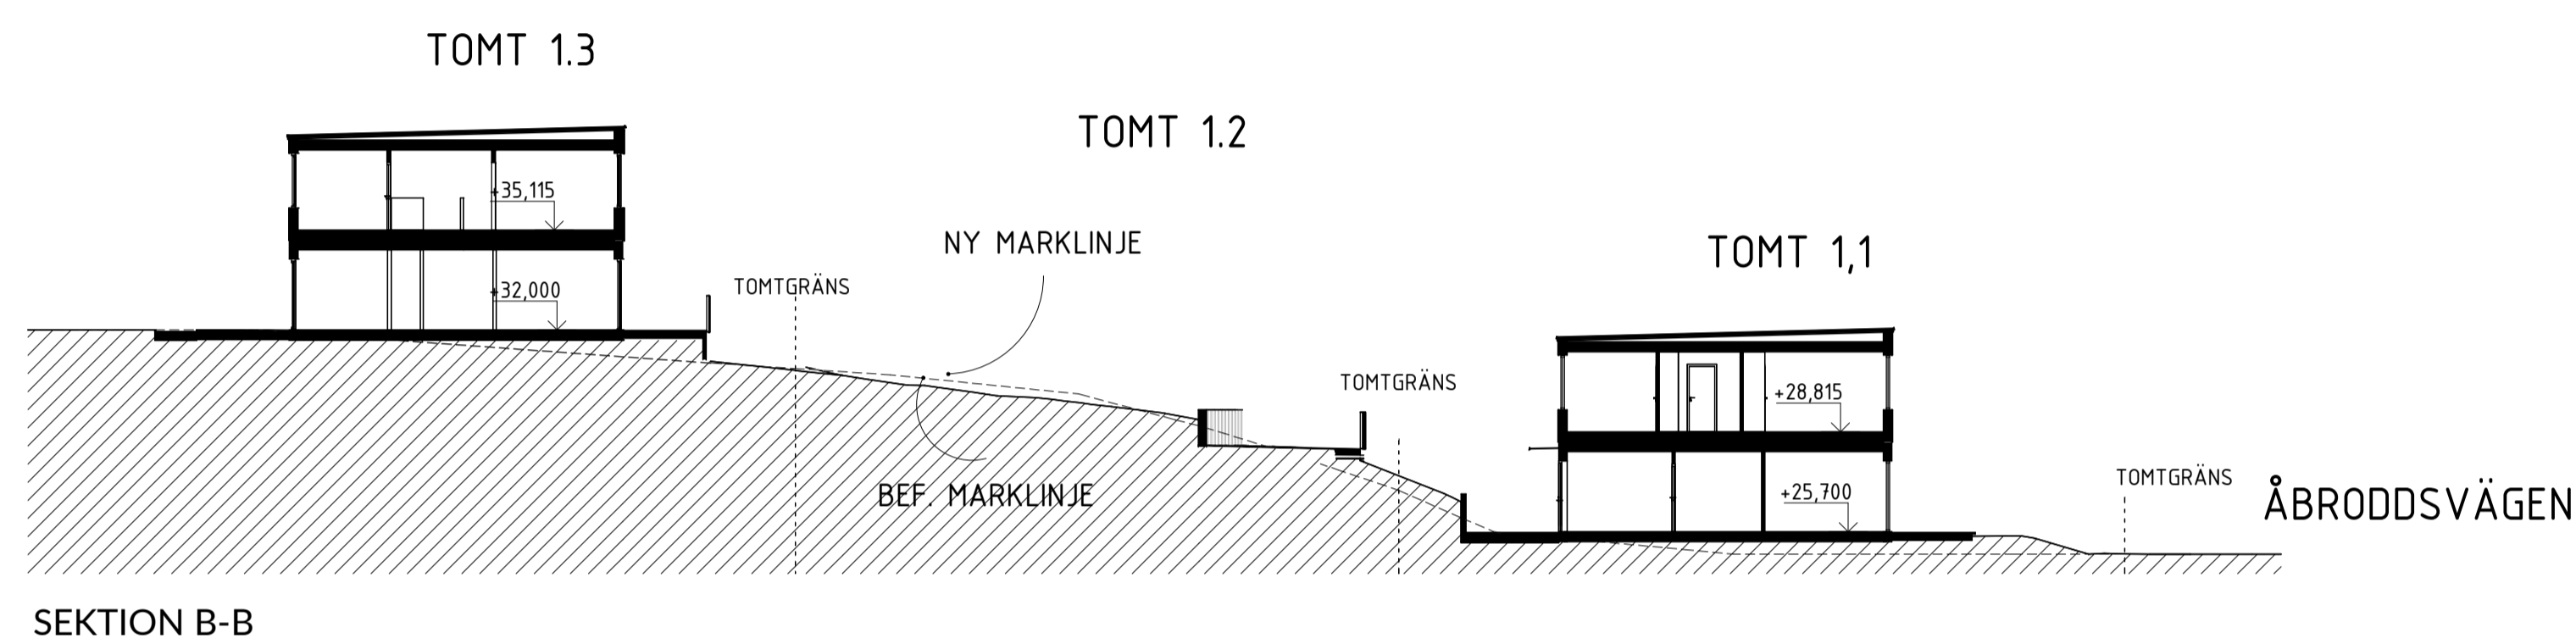 TOMT 1.3
TOMT 1.2
+35,115
NY MARKLINJE
TOMT 1,1
+32,000
TOMTGRÄNS
TOMTGRÄNS
+28,815
BEF. MARKLINJE
+25,700
TOMTGRÄNS
ÅBRODDSVÄGEN
SEKTION B-B